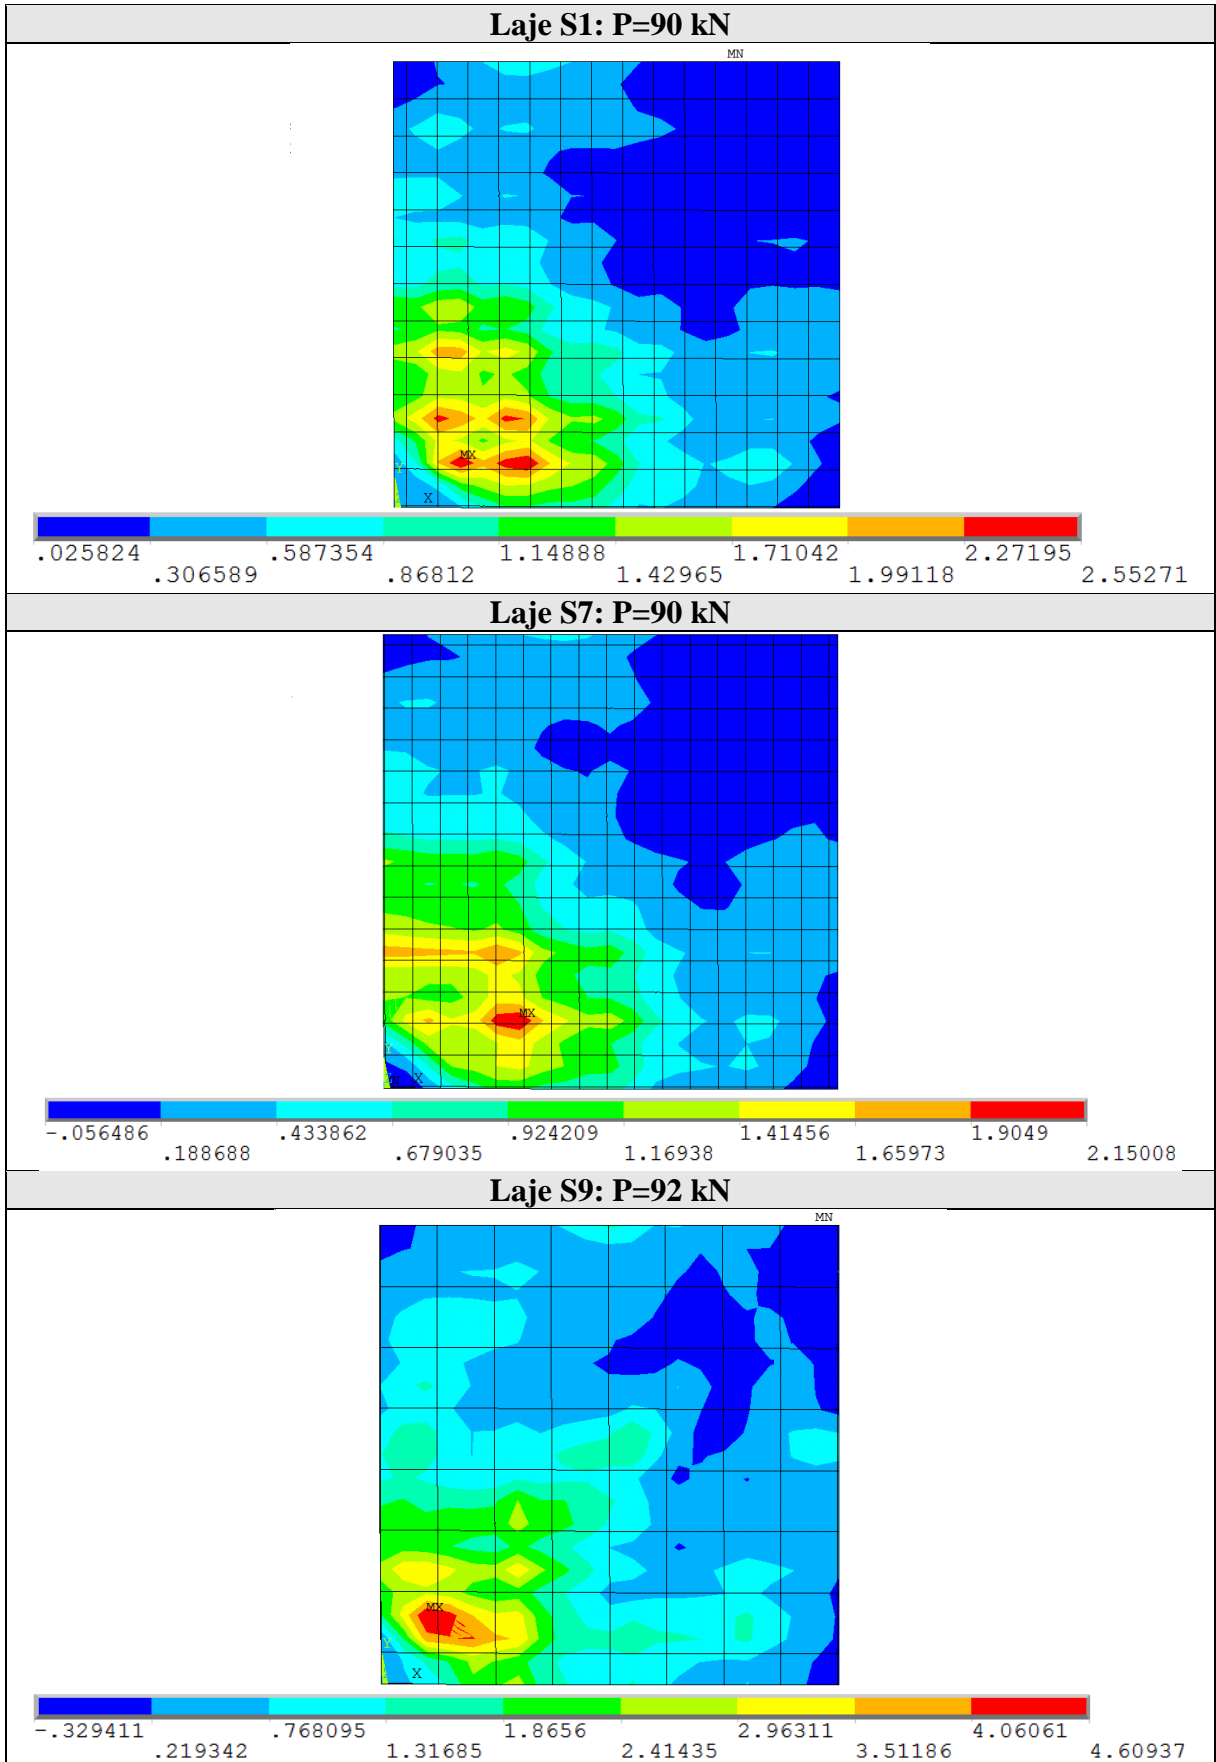 Laje S1: P=90 kN
MN
MX
Y
X
.025824 .587354 1.14888 1.71042 2.27195
.306589 .86812 1.42965 1.99118 2.55271
Laje S7: P=90 kN
MX
Y
X
-.056486 .433862 .924209 1.41456 1.9049
.188688 .679035 1.16938 1.65973 2.15008
Laje S9: P=92 kN
MN
MX
Y
X
-.329411 .768095 1.8656 2.96311 4.06061
.219342 1.31685 2.41435 3.51186 4.60937